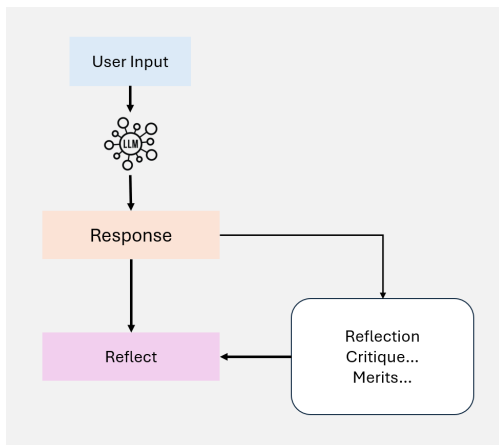 User Input
LLM
Response
Reflection
Critique...
Merits...
Reflect